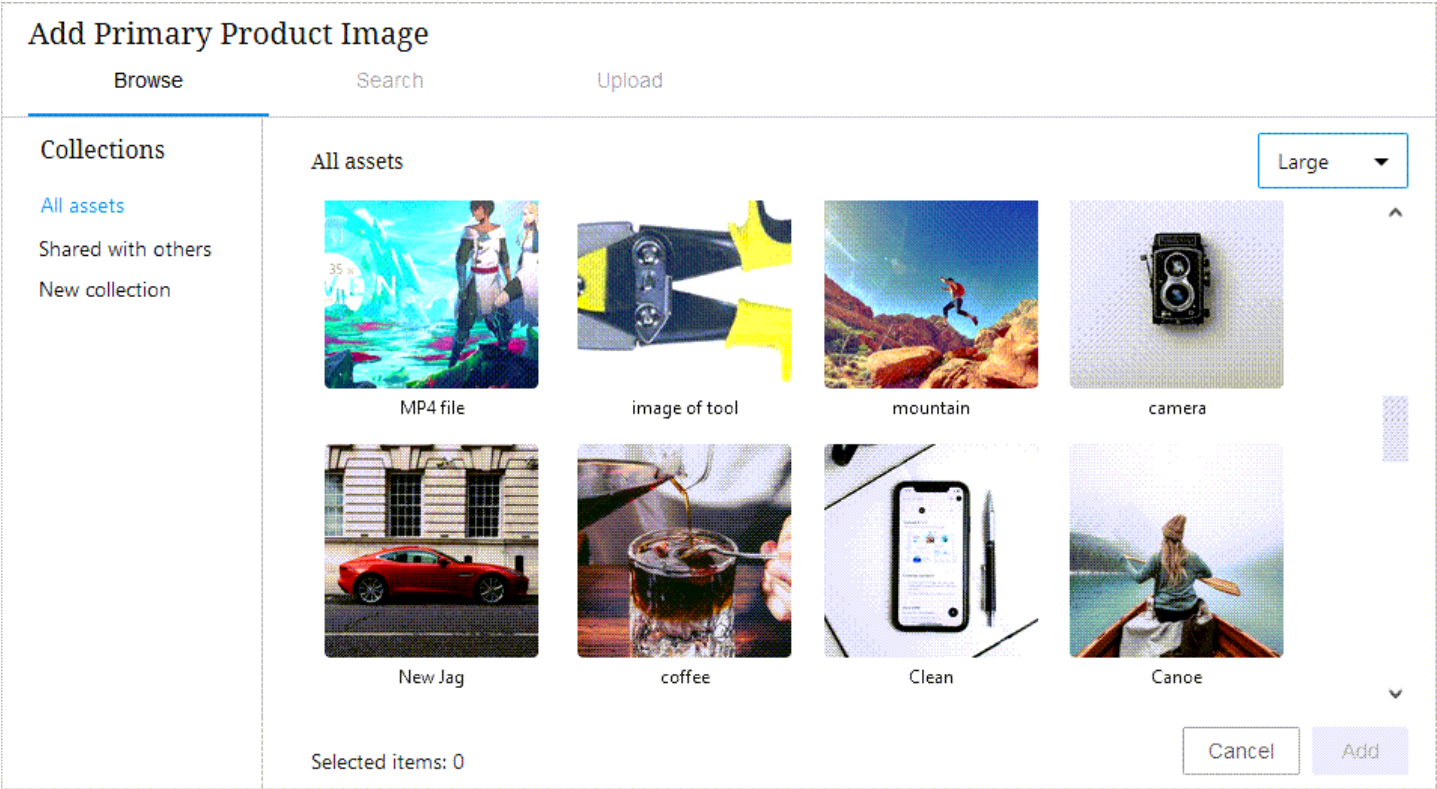 Add Primary Product Image
Browse Search Upload
Collections
All assets
Shared with others
New collection
All assets
Large
35
MP4 file image of tool mountain camera
New Jag coffee Clean Canoe
Selected items: 0
Cancel Add